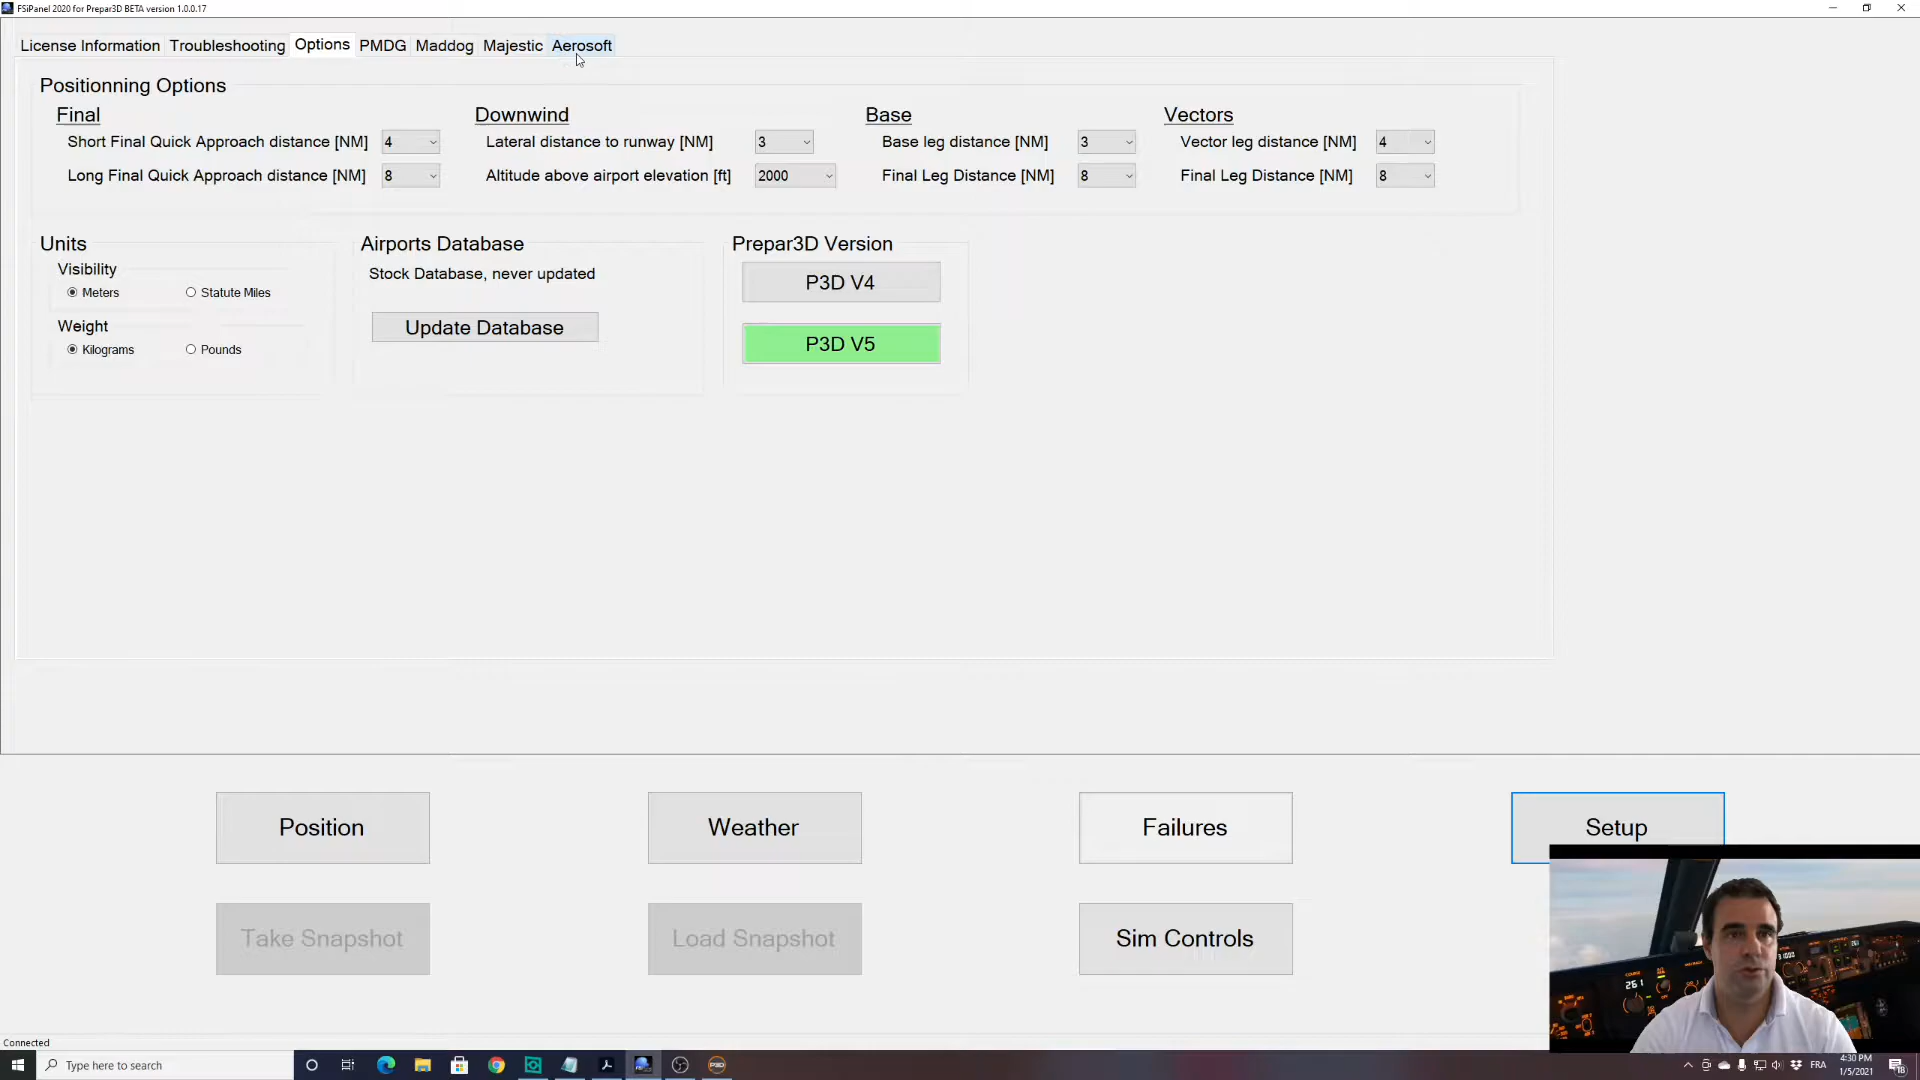 FSiPanel 2020 for Prepar3D BETA version 1.0.0.17
License Information Troubleshooting Options PMDG Maddog Majestic Aerosoft
Positionning Options
Final Downwind Base Vectors
Short Final Quick Approach distance [NM] 4 Lateral distance to runway [NM] 3 Base leg distance [NM] 3 Vector leg distance [NM] 4
Long Final Quick Approach distance [NM] 8 Altitude above airport elevation [ft] 2000 Final Leg Distance [NM] 8 Final Leg Distance [NM] 8
Units Airports Database Prepar3D Version
Visibility Stock Database, never updated P3D V4
Meters Statute Miles
Weight Update Database P3D V5
Kilograms Pounds
Position Weather Failures Setup
Take Snapshot Load Snapshot Sim Controls
261
Connected
Type here to search FRA 4:30 PM
1/5/2021